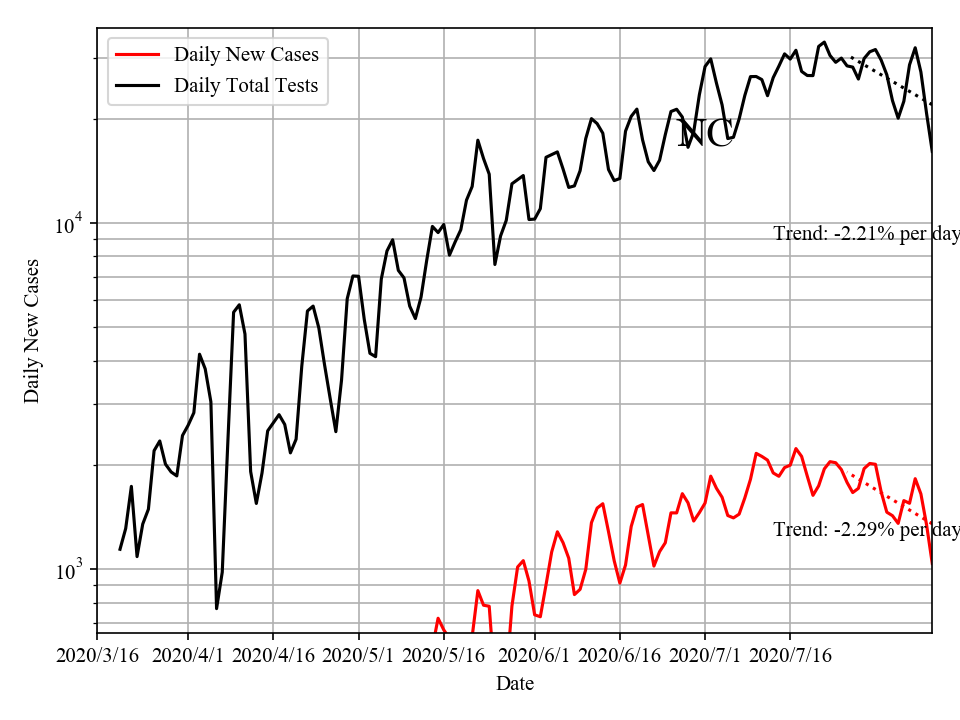 Daily New Cases
Daily Total Tests
NC
10^4
Trend: -2.21% per day
Daily New Cases
Trend: -2.29% per day
10^3
2020/3/16 2020/4/1 2020/4/16 2020/5/1 2020/5/16 2020/6/1 2020/6/16 2020/7/1 2020/7/16
Date